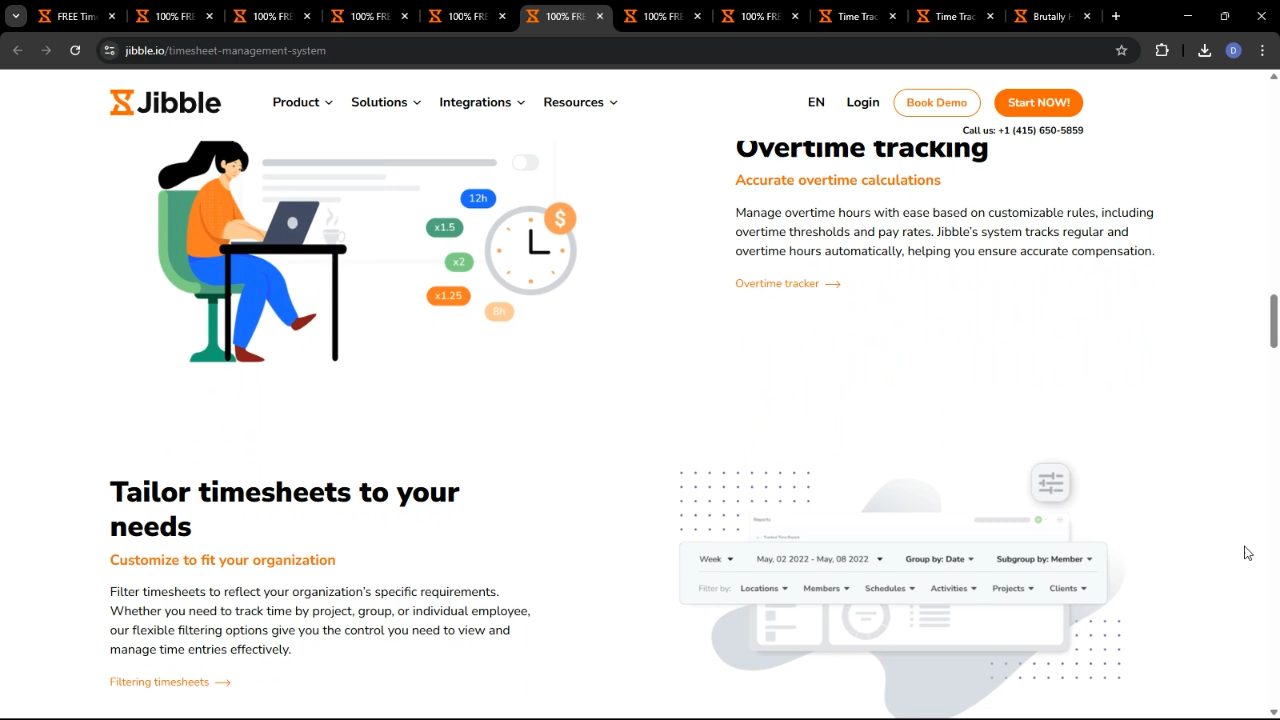 FREE Tim
100% FRE
100% FRE
100% FRE
100% FRE
100% FRE
100% FRE
100% FRE
Time Trac
Time Trac
Brutally H
jibble.io/timesheet-management-system
D
Jibble
Product
Solutions
Integrations
Resources
EN
Login
Book Demo
Start NOW!
Call us: +1 (415) 650-5859
12h
x1.5
x2
x1.25
8h
$
Overtime tracking
Accurate overtime calculations
Manage overtime hours with ease based on customizable rules, including
overtime thresholds and pay rates. Jibble's system tracks regular and
overtime hours automatically, helping you ensure accurate compensation.
Overtime tracker
Tailor timesheets to your
needs
Customize to fit your organization
Filter timesheets to reflect your organization's specific requirements.
Whether you need to track time by project, group, or individual employee,
our flexible filtering options give you the control you need to view and
manage time entries effectively.
Filtering timesheets
Reports
Tracked Time Report
Week May, 02 2022 - May, 08 2022 Group by: Date Subgroup by: Member
Filter by: Locations Members Schedules Activities Projects Clients